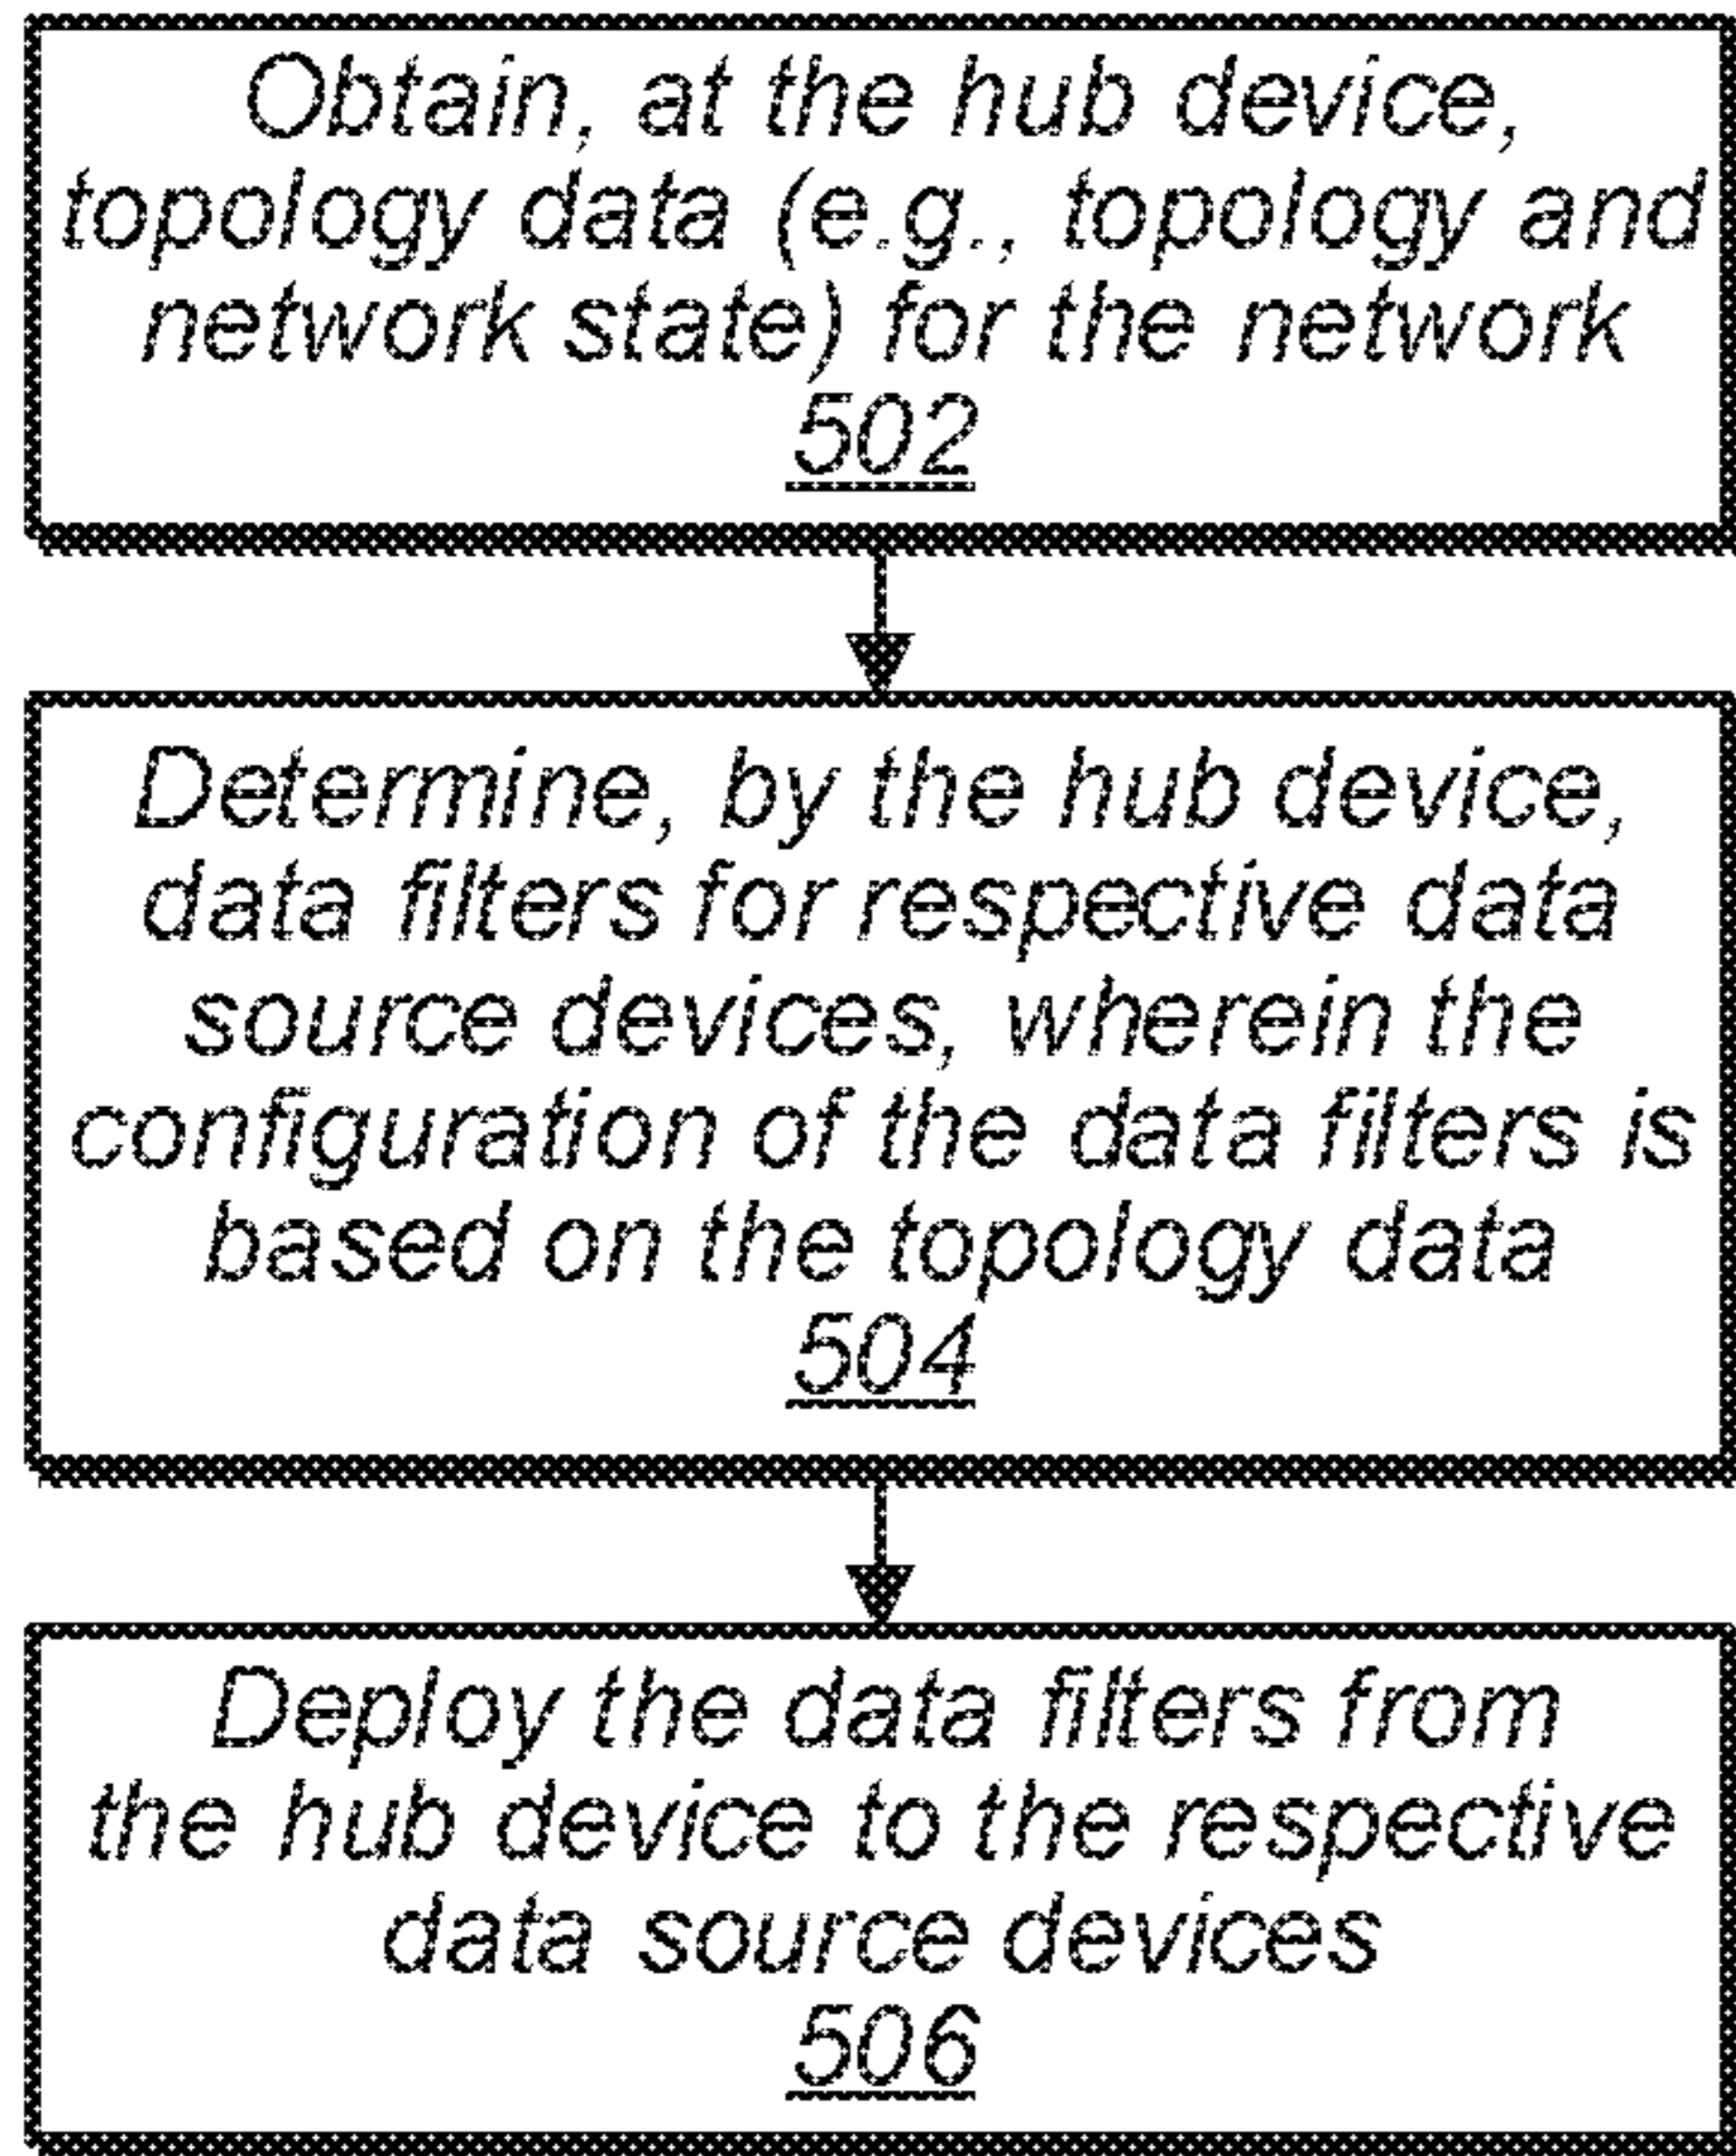 Obtain, at the hub device,
topology data (e.g., topology and
network state) for the network
502
Determine, by the hub device,
data filters for respective data
source devices, wherein the
configuration of the data filters is
based on the topology data
504
Deploy the data filters from
the hub device to the respective
data source devices
506